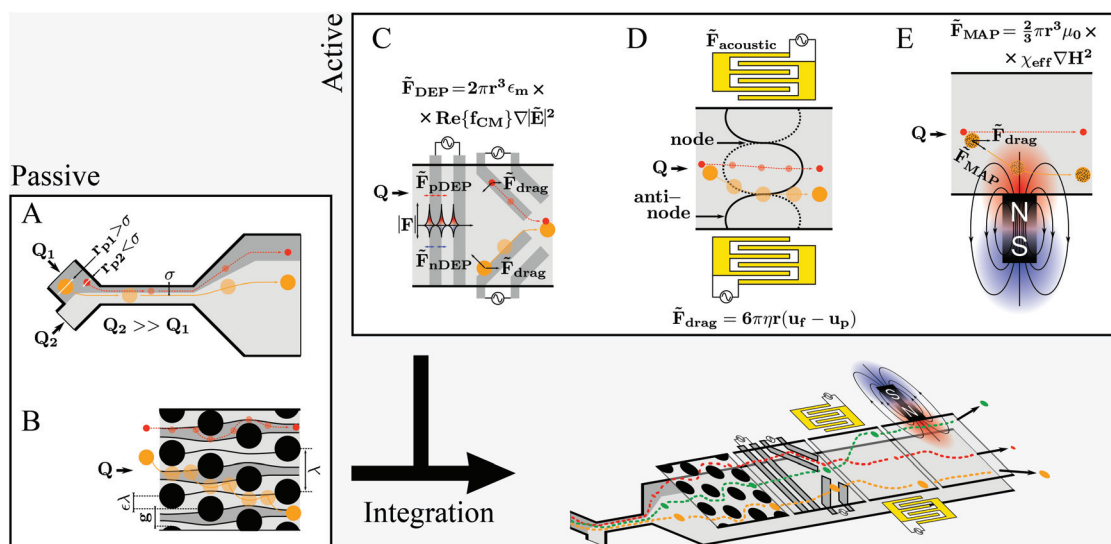 Active
C
F̃_DEP = 2πr³ϵ_m ×
× Re{f_CM}∇|Ẽ|²
Q
F̃_pDEP
|F|
F̃_nDEP
F̃_drag
F̃_drag
D
F̃_acoustic
node
Q
anti-
node
F̃_drag = 6πηr(u_f − u_p)
E
F̃_MAP = 2/3 πr³μ₀ ×
× χ_eff∇H²
Q
F̃_drag
F̃_MAP
N
S
Passive
A
Q₁
r_p1>σ
r_p2<σ
σ
Q₂
Q₂ >> Q₁
B
Q
λ
ϵλ
g
Integration
S
N